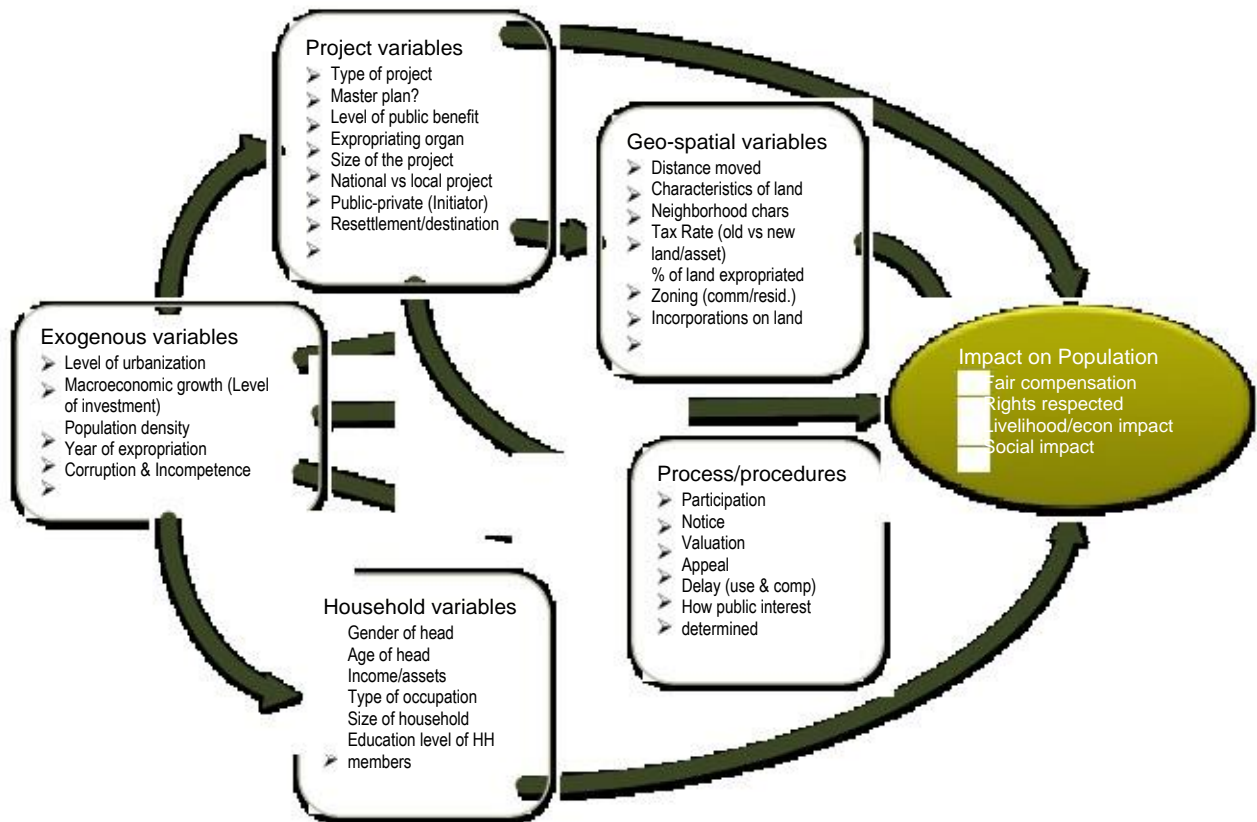 Project variables
Type of project
Master plan?
Level of public benefit
Expropriating organ
Size of the project
National vs local project
Public-private (Initiator)
Resettlement/destination
Geo-spatial variables
Distance moved
Characteristics of land
Neighborhood chars
Tax Rate (old vs new
land/asset)
% of land expropriated
Zoning (comm/resid.)
Incorporations on land
Exogenous variables
Level of urbanization
Macroeconomic growth (Level
of investment)
Population density
Year of expropriation
Corruption & Incompetence
Impact on Population
Fair compensation
Rights respected
Livelihood/econ impact
Social impact
Process/procedures
Participation
Notice
Valuation
Appeal
Delay (use & comp)
How public interest
determined
Household variables
Gender of head
Age of head
Income/assets
Type of occupation
Size of household
Education level of HH
members